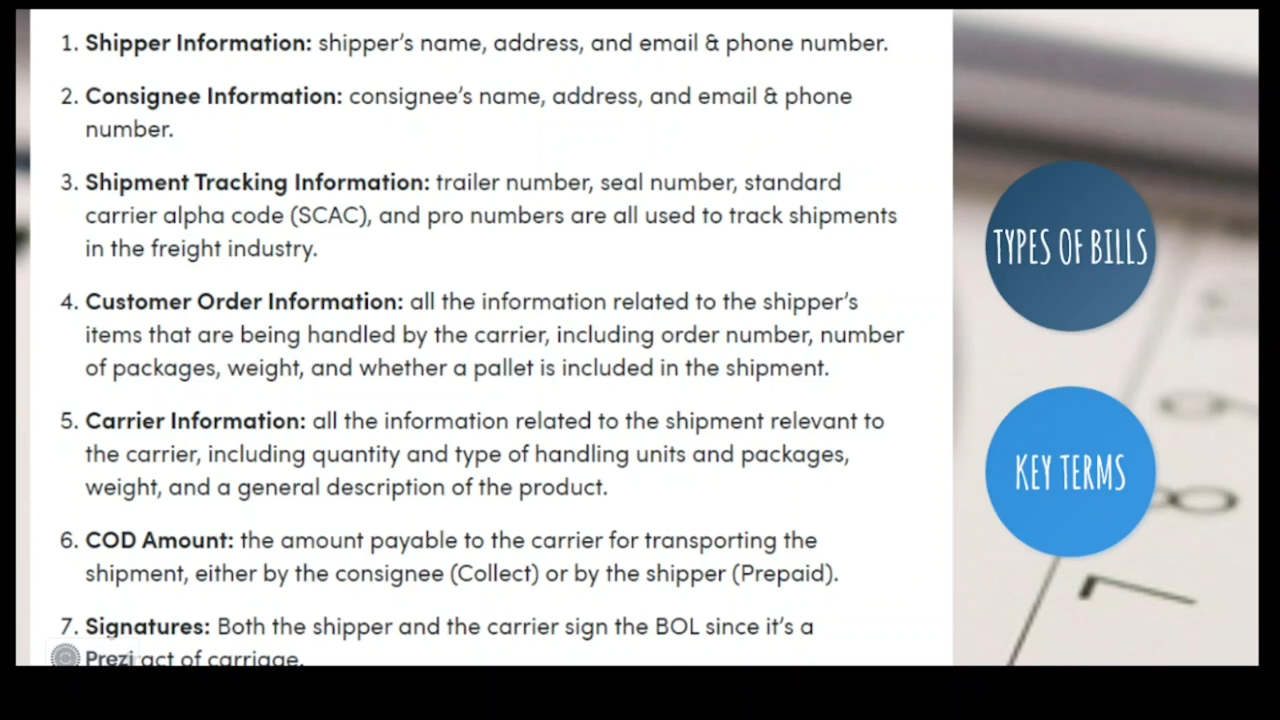 1. Shipper Information: shipper's name, address, and email & phone number.
2. Consignee Information: consignee's name, address, and email & phone
number.
3. Shipment Tracking Information: trailer number, seal number, standard
carrier alpha code (SCAC), and pro numbers are all used to track shipments
in the freight industry.
4. Customer Order Information: all the information related to the shipper's
items that are being handled by the carrier, including order number, number
of packages, weight, and whether a pallet is included in the shipment.
5. Carrier Information: all the information related to the shipment relevant to
the carrier, including quantity and type of handling units and packages,
weight, and a general description of the product.
6. COD Amount: the amount payable to the carrier for transporting the
shipment, either by the consignee (Collect) or by the shipper (Prepaid).
7. Signatures: Both the shipper and the carrier sign the BOL since it's a
Prezi act of carriage.
TYPES OF BILLS
KEY TERMS
8
7